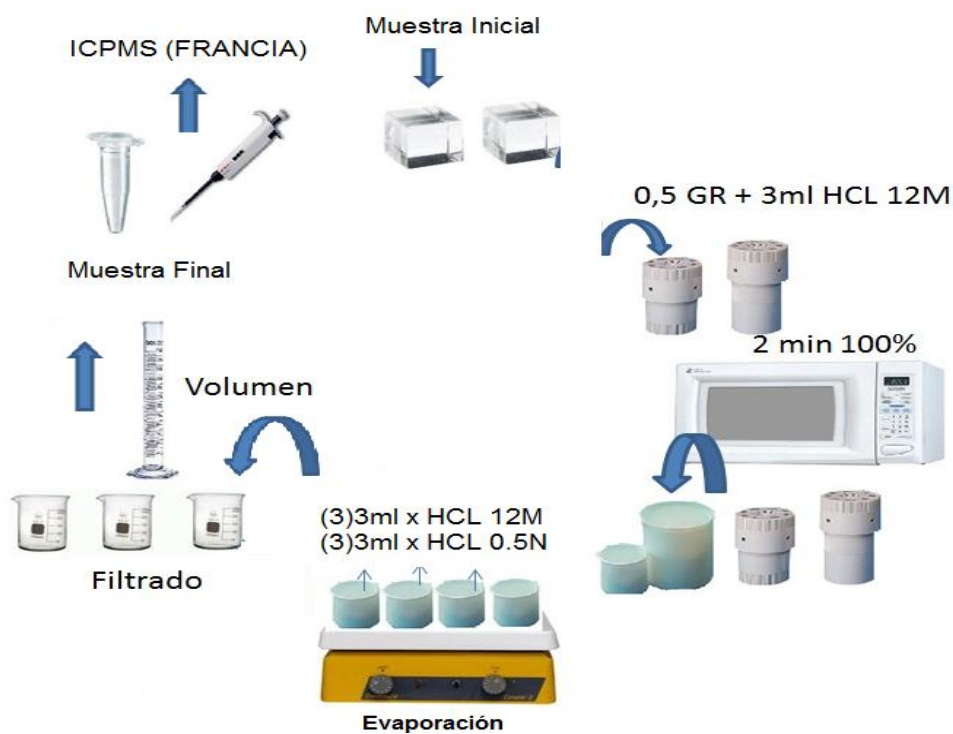 Muestra Inicial
ICPMS (FRANCIA)
0,5 GR + 3ml HCL 12M
2 min 100%
Muestra Final
Volumen
(3)3ml x HCL 12M
(3)3ml x HCL 0.5N
Filtrado
Evaporación